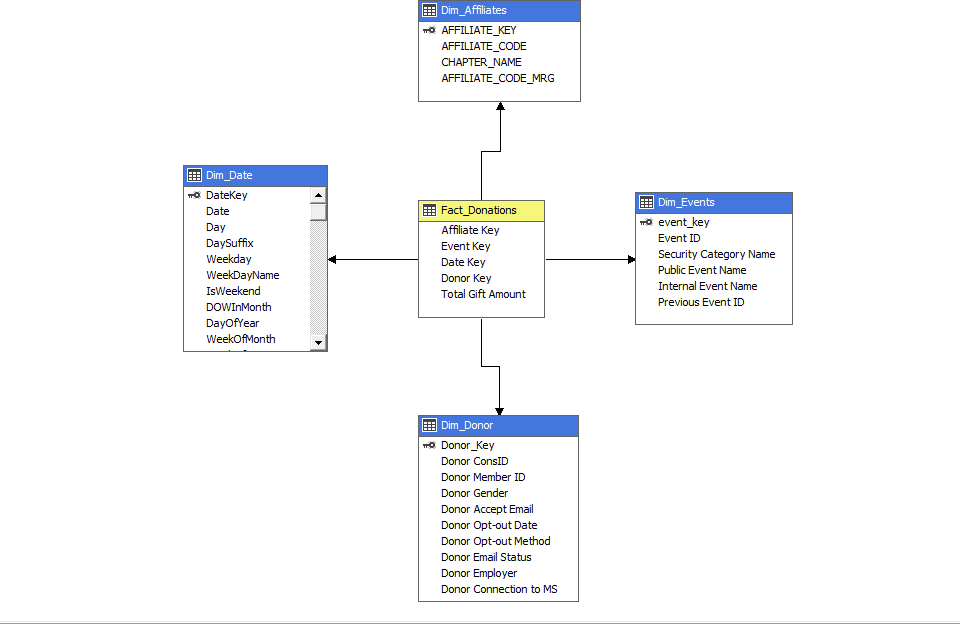 Dim_Affiliates
AFFILIATE_KEY
AFFILIATE_CODE
CHAPTER_NAME
AFFILIATE_CODE_MRG
Dim_Date
DateKey
Date
Day
DaySuffix
Weekday
WeekDayName
IsWeekend
DOWInMonth
DayOfYear
WeekOfMonth
Fact_Donations
Affiliate Key
Event Key
Date Key
Donor Key
Total Gift Amount
Dim_Events
event_key
Event ID
Security Category Name
Public Event Name
Internal Event Name
Previous Event ID
Dim_Donor
Donor_Key
Donor ConsID
Donor Member ID
Donor Gender
Donor Accept Email
Donor Opt-out Date
Donor Opt-out Method
Donor Email Status
Donor Employer
Donor Connection to MS